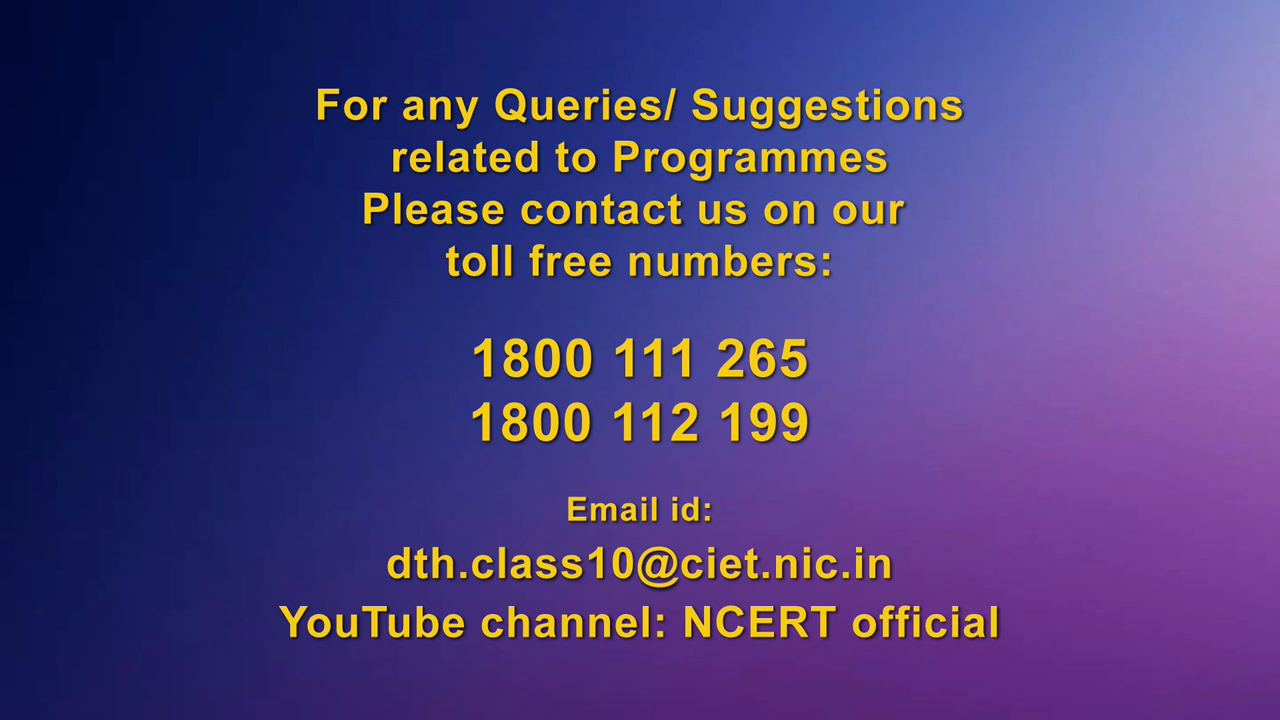 For any Queries/ Suggestions
related to Programmes
Please contact us on our
toll free numbers:
1800 111 265
1800 112 199
Email id:
dth.class10@ciet.nic.in
YouTube channel: NCERT official